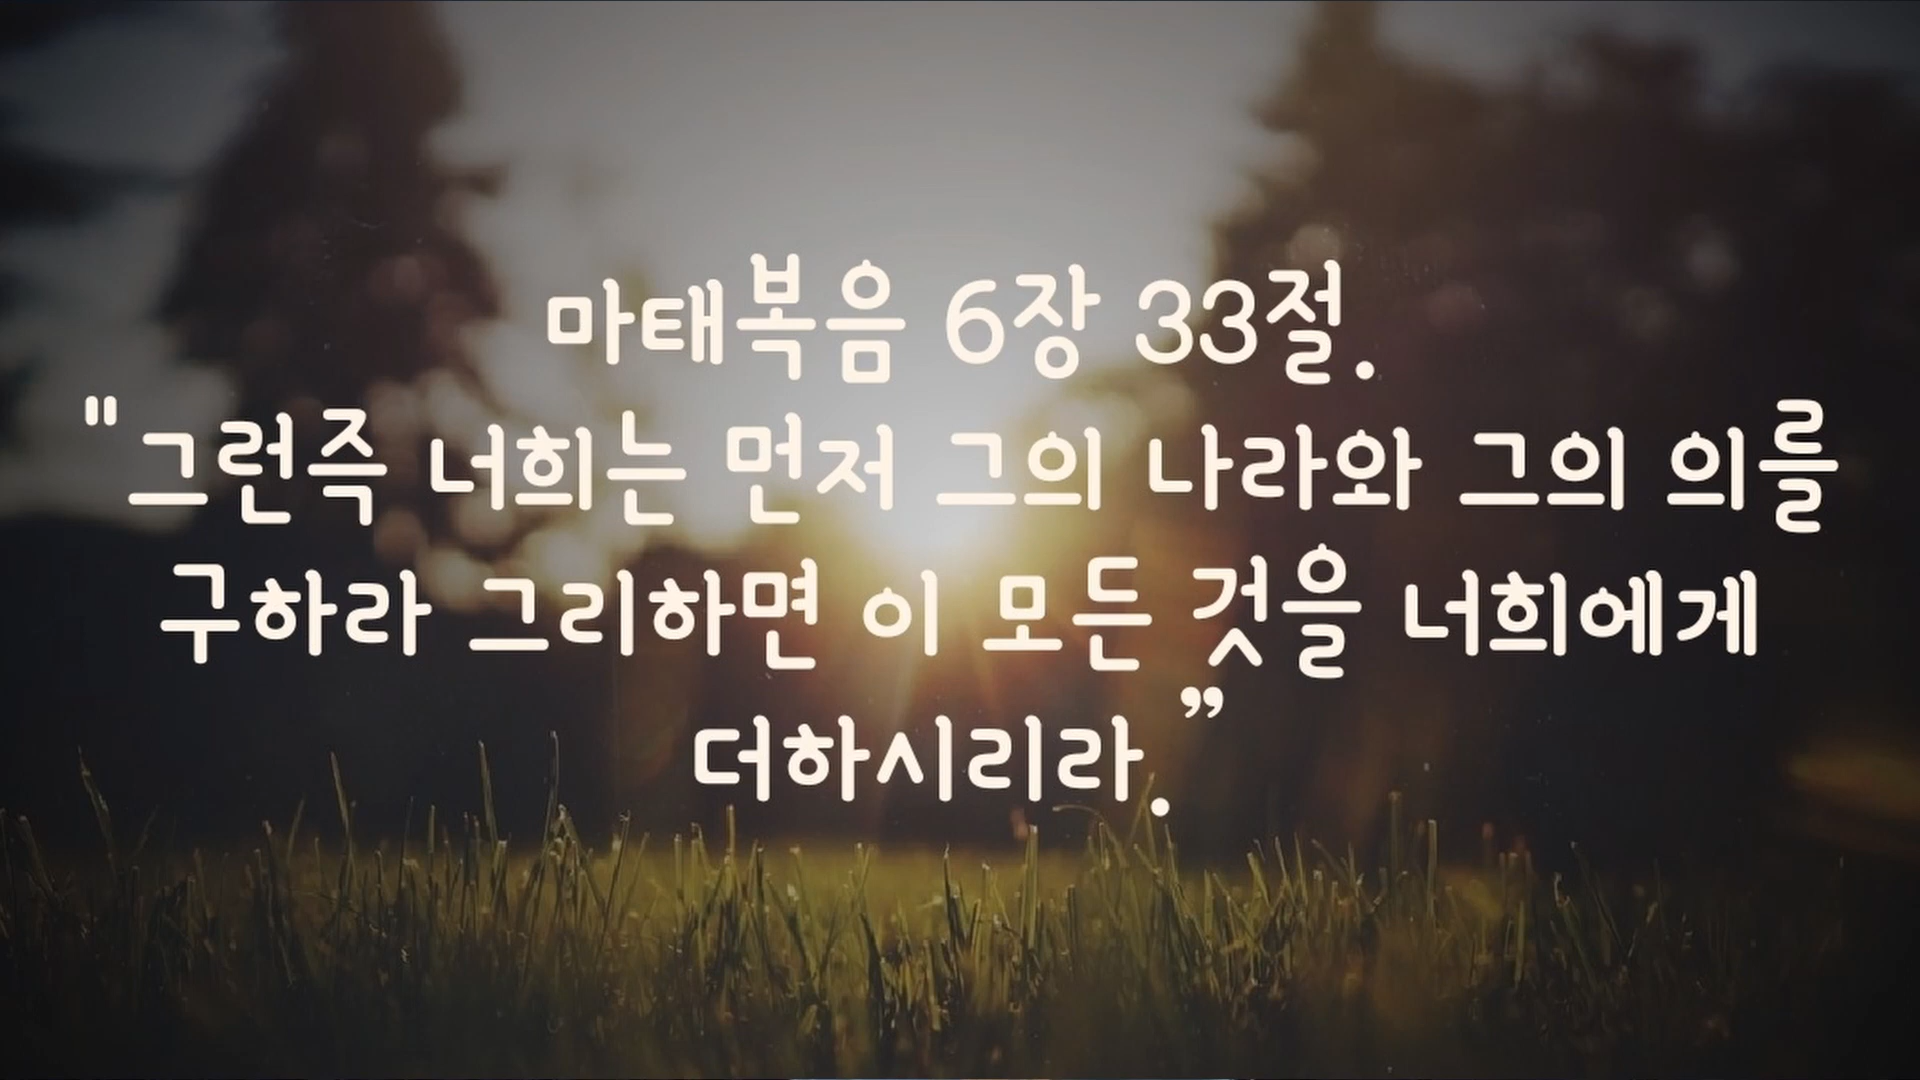 마태복음 6장 33절.
"그런즉 너희는 먼저 그의 나라와 그의 의를
구하라 그리하면 이 모든 것을 너희에게
더하시리라.”